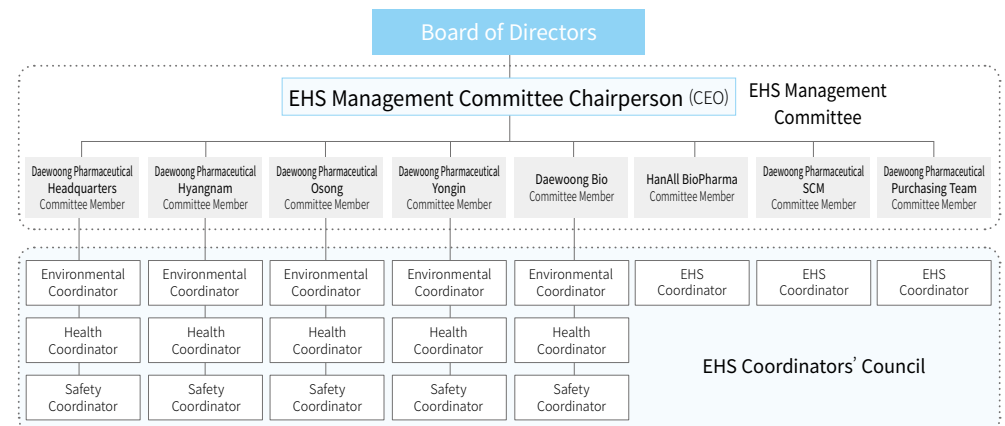 Board of Directors
EHS Management Committee Chairperson (CEO)
EHS Management
Committee
Daewoong Pharmaceutical
Headquarters
Committee Member
Daewoong Pharmaceutical
Hyangnam
Committee Member
Daewoong Pharmaceutical
Osong
Committee Member
Daewoong Pharmaceutical
Yongin
Committee Member
Daewoong Bio
Committee Member
HanAll BioPharma
Committee Member
Daewoong Pharmaceutical
SCM
Committee Member
Daewoong Pharmaceutical
Purchasing Team
Committee Member
Environmental
Coordinator
Environmental
Coordinator
Environmental
Coordinator
Environmental
Coordinator
Environmental
Coordinator
EHS
Coordinator
EHS
Coordinator
EHS
Coordinator
Health
Coordinator
Health
Coordinator
Health
Coordinator
Health
Coordinator
Health
Coordinator
Safety
Coordinator
Safety
Coordinator
Safety
Coordinator
Safety
Coordinator
Safety
Coordinator
EHS Coordinators’ Council